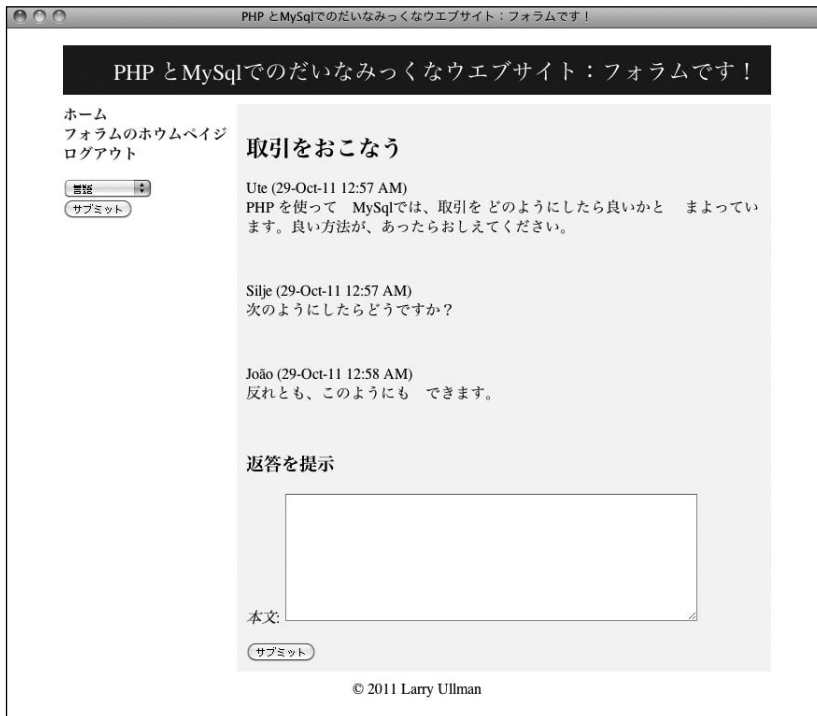 PHP とMySqlでのだいなみっくなウエブサイト：フォラムです！
PHP とMySqlでのだいなみっくなウエブサイト：フォラムです！
ホーム
フォラムのホウムペイジ
ログアウト
言語
サブミット
取引をおこなう
Ute (29-Oct-11 12:57 AM)
PHP を使って　MySqlでは、取引を どのようにしたら良いかと　まよってい
ます。良い方法が、あったらおしえてください。
Silje (29-Oct-11 12:57 AM)
次のようにしたらどうですか？
João (29-Oct-11 12:58 AM)
反れとも、このようにも　できます。
返答を提示
本文:
サブミット
© 2011 Larry Ullman